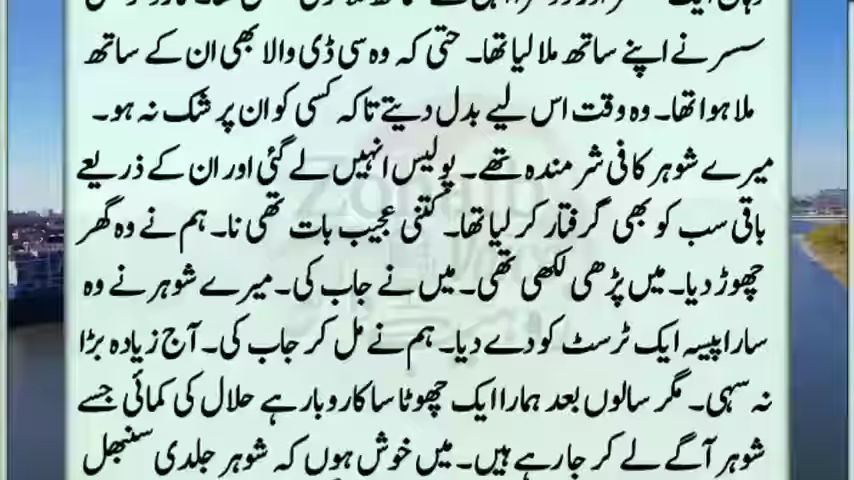 سسر نے اپنے ساتھ ملا لیا تھا۔ حتی کہ وہ سی ڈی والا بھی ان کے ساتھ
ملا ہوا تھا۔ وہ وقت اس لیے بدل دیتے تاکہ کسی کو ان پر شک نہ ہو۔
میرے شوہر کافی شرمندہ تھے۔ پولیس انہیں لے گئی اور ان کے ذریعے
باقی سب کو بھی گرفتار کر لیا تھا۔ کتنی عجیب بات تھی نا۔ ہم نے وہ گھر
چھوڑ دیا۔ میں پڑھی لکھی تھی۔ میں نے جاب کی۔ میرے شوہر نے وہ
سارا پیسہ ایک ٹرسٹ کو دے دیا۔ ہم نے مل کر جاب کی۔ آج زیادہ بڑا
نہ سہی۔ مگر سالوں بعد ہمارا ایک چھوٹا سا کاروبار ہے حلال کی کمائی جسے
شوہر آگے لے کر جا رہے ہیں۔ میں خوش ہوں کہ شوہر جلدی سنبھل